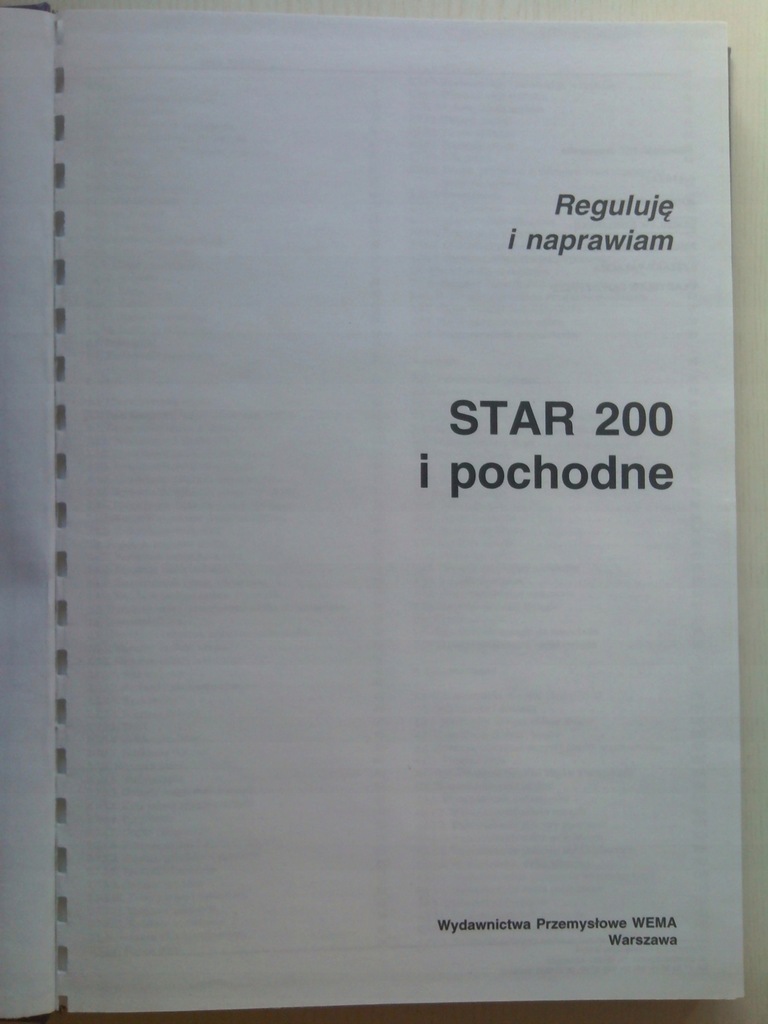 Reguluję
i naprawiam
STAR 200
i pochodne
Wydawnictwa Przemysłowe WEMA
Warszawa